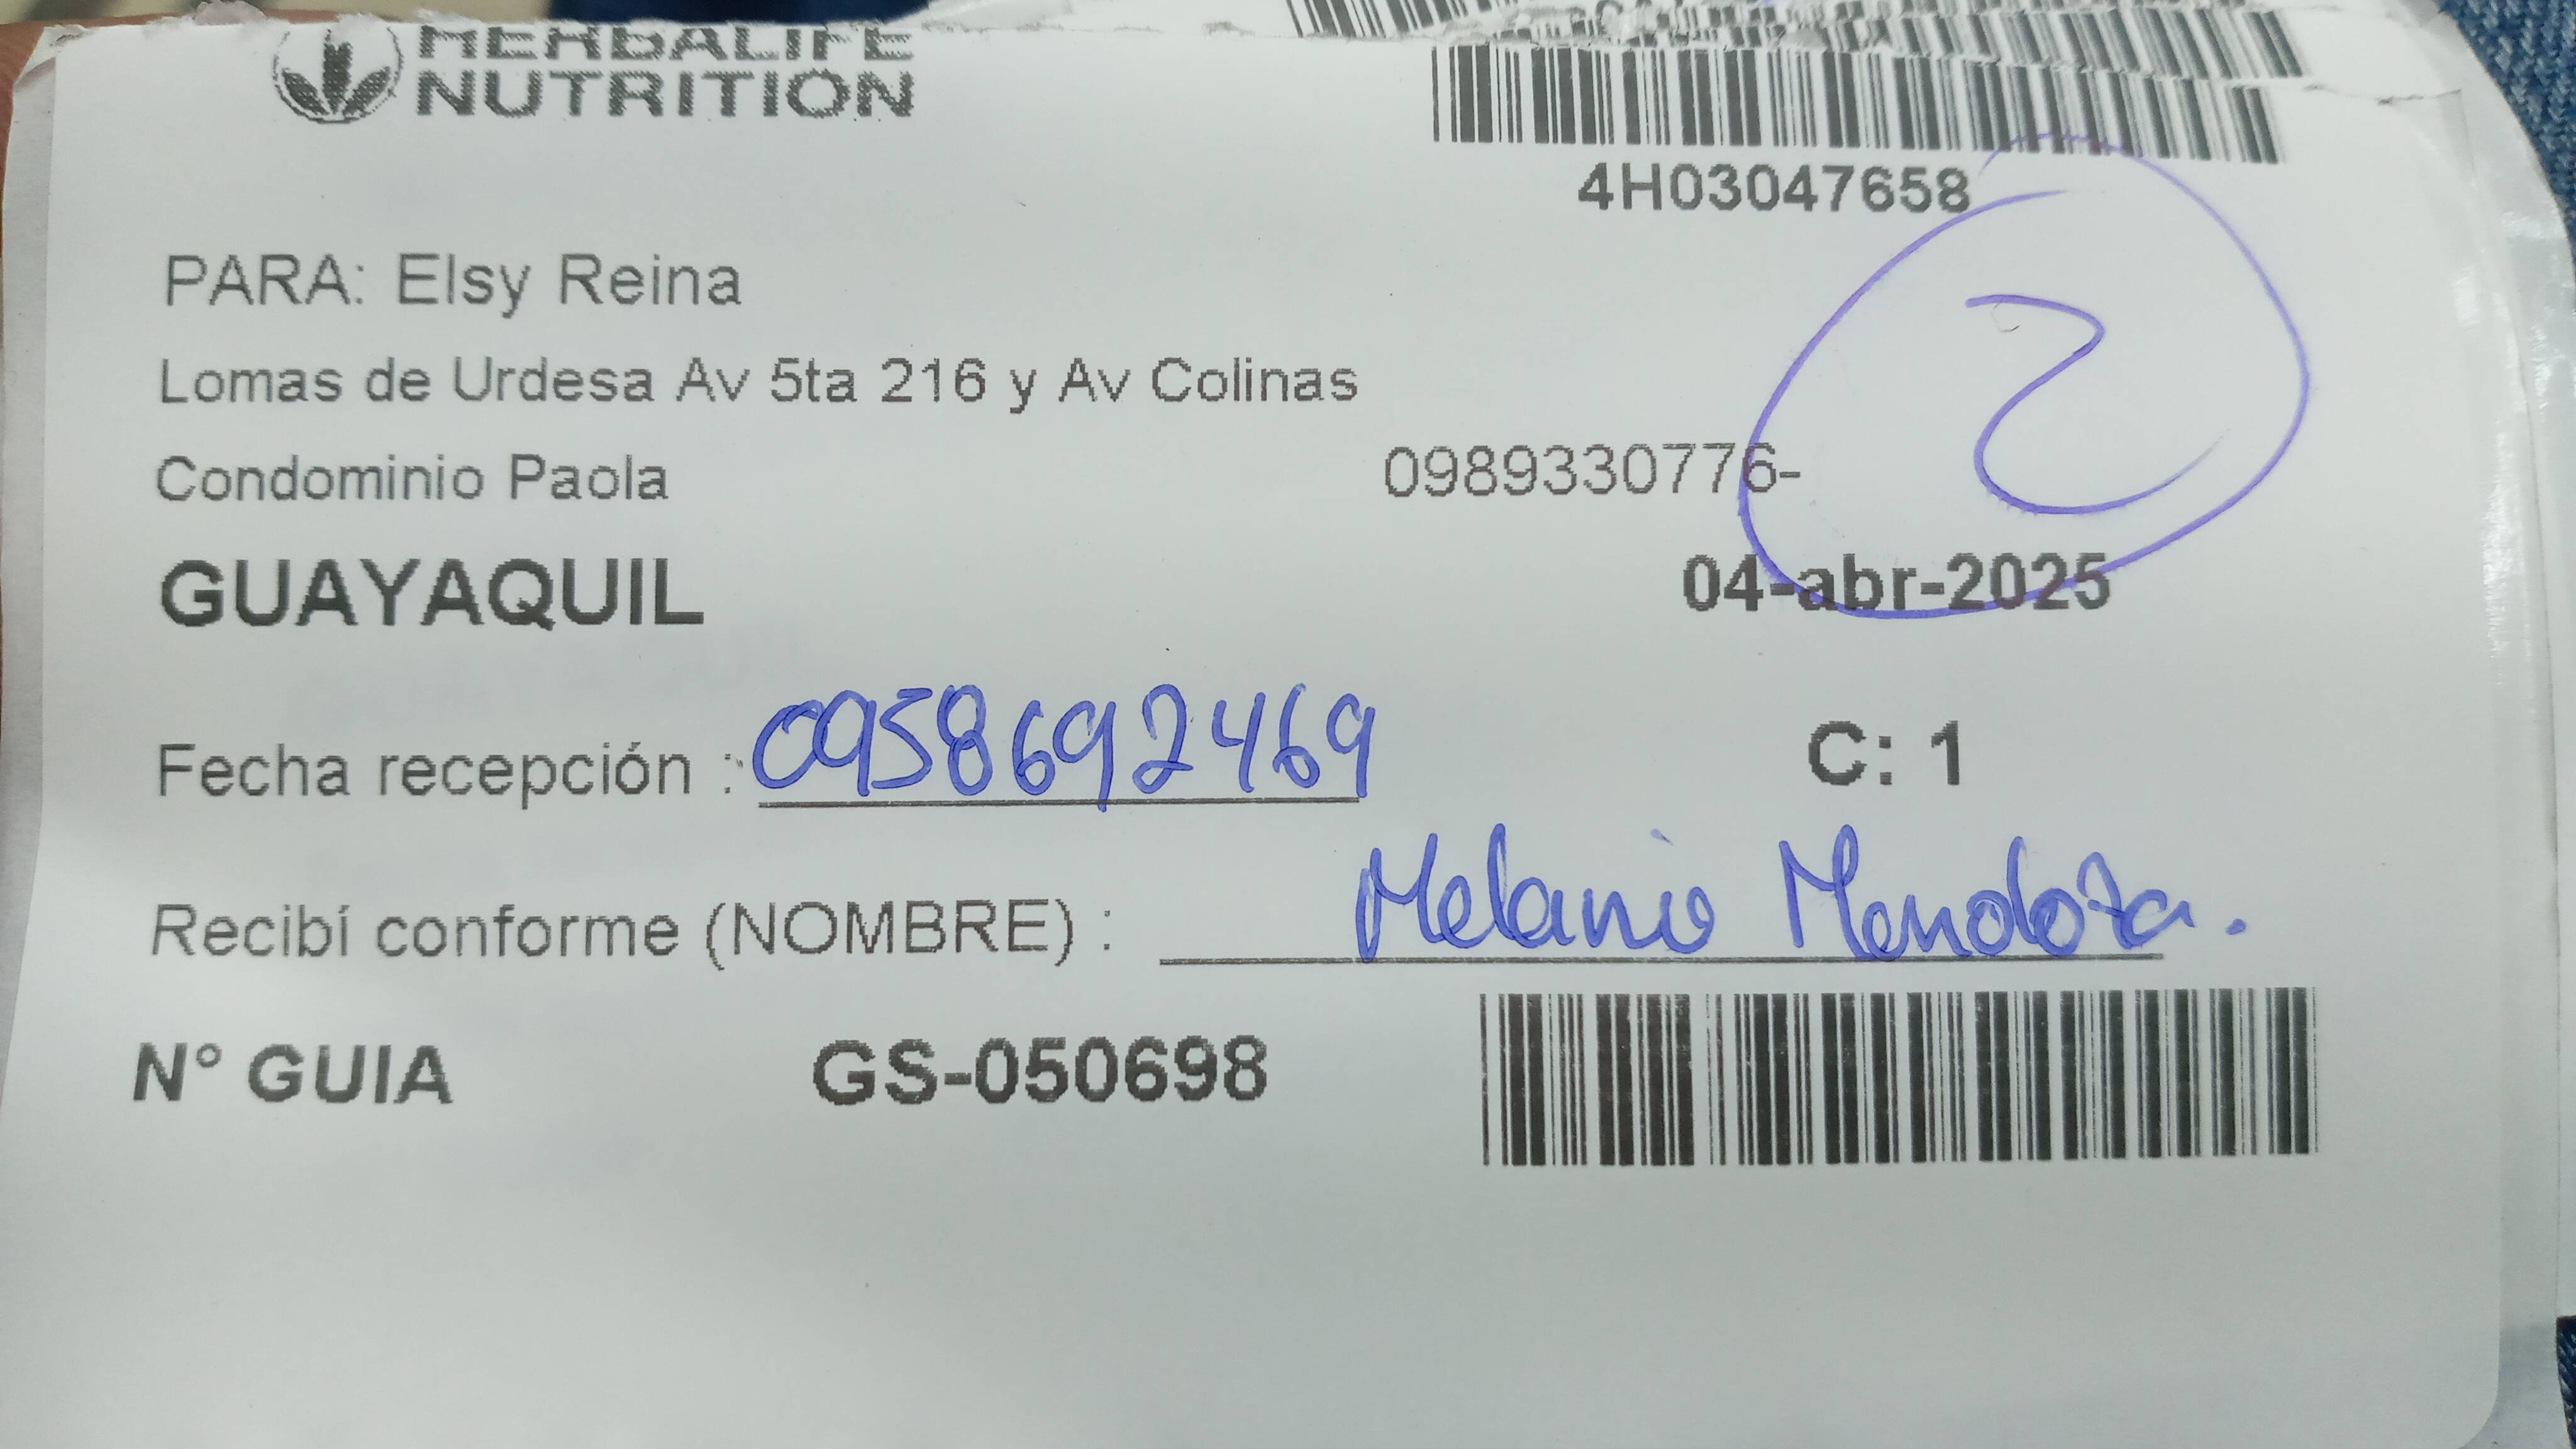 HERBALIFE
NUTRITION
4H03047658
PARA: Elsy Reina
Lomas de Urdesa Av 5ta 216 y Av Colinas
Condominio Paola 0989330776-
2
GUAYAQUIL 04-abr-2025
Fecha recepción : 0958692469 C: 1
Recibí conforme (NOMBRE) : Melanie Mendoza.
N° GUIA GS-050698